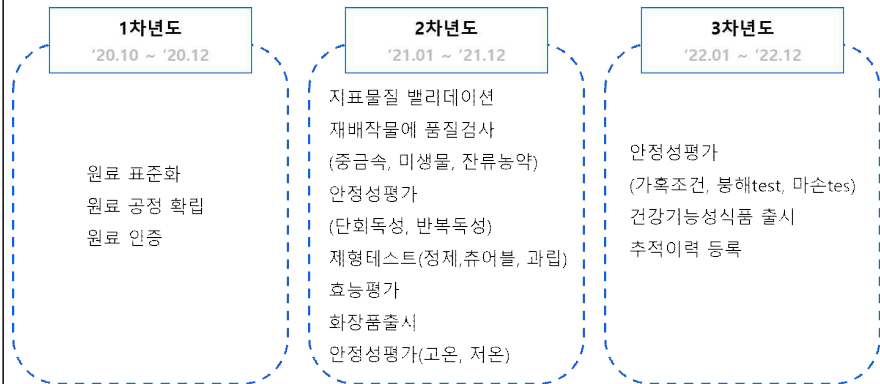 1차년도
‘20.10 ~ ‘20.12
원료 표준화
원료 공정 확립
원료 인증
2차년도
‘21.01 ~ ‘21.12
지표물질 밸리데이션
재배작물에 품질검사
(중금속, 미생물, 잔류농약)
안정성평가
(단회독성, 반복독성)
제형테스트(정제,츄어블, 과립)
효능평가
화장품출시
안정성평가(고온, 저온)
3차년도
‘22.01 ~ ‘22.12
안정성평가
(가혹조건, 붕해test, 마손tes)
건강기능성식품 출시
추적이력 등록